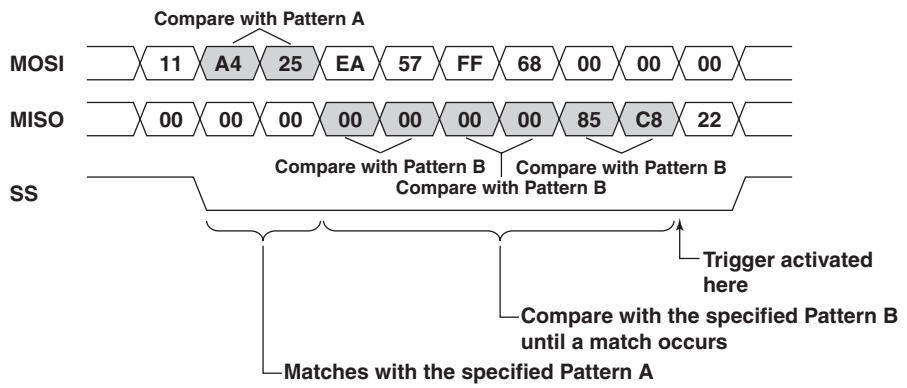 Compare with Pattern A
MOSI 11 A4 25 EA 57 FF 68 00 00 00
MISO 00 00 00 00 00 00 00 85 C8 22
Compare with Pattern B Compare with Pattern B
Compare with Pattern B
SS
Trigger activated
here
Compare with the specified Pattern B
until a match occurs
Matches with the specified Pattern A